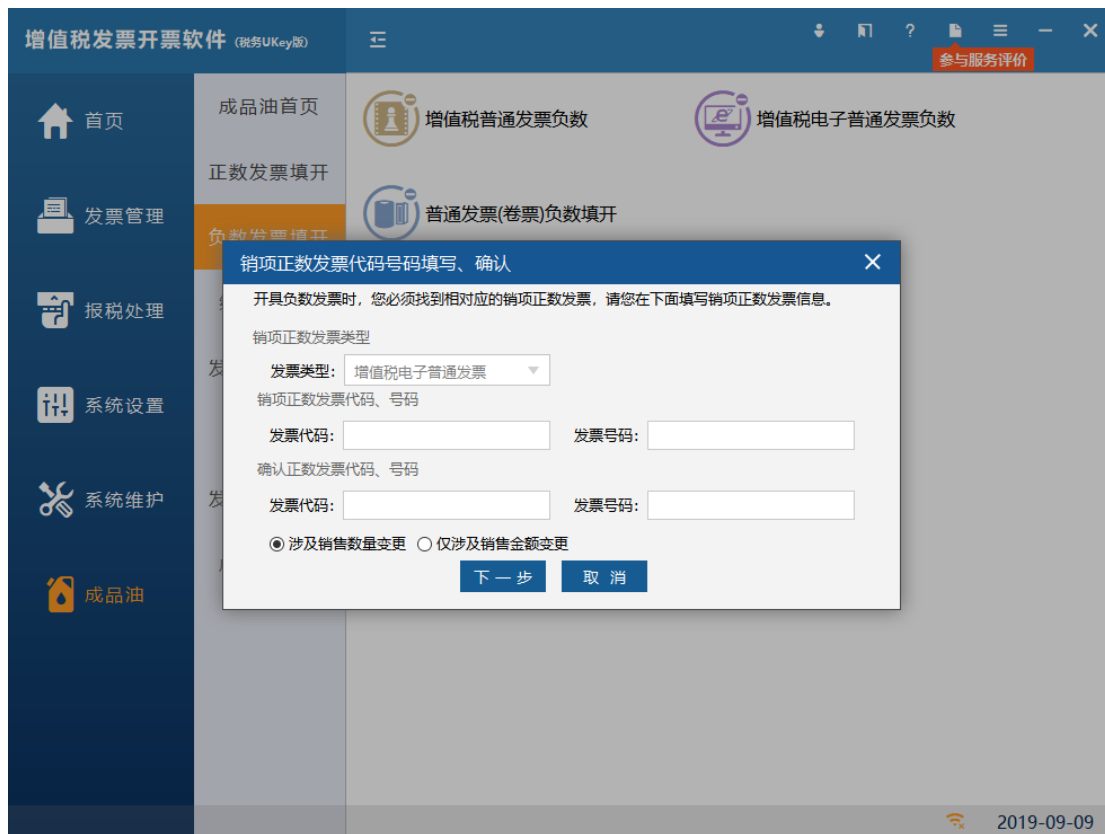 增值税发票开票软件 (税务UKey版)
参与服务评价
首页
发票管理
报税处理
系统设置
系统维护
成品油
成品油首页
正数发票填开
负数发票填开
发
发
增值税普通发票负数
增值税电子普通发票负数
普通发票(卷票)负数填开
销项正数发票代码号码填写、确认
开具负数发票时，您必须找到相对应的销项正数发票，请您在下面填写销项正数发票信息。
销项正数发票类型
发票类型: 增值税电子普通发票
销项正数发票代码、号码
发票代码: 发票号码:
确认正数发票代码、号码
发票代码: 发票号码:
涉及销售数量变更 仅涉及销售金额变更
下一步 取 消
2019-09-09